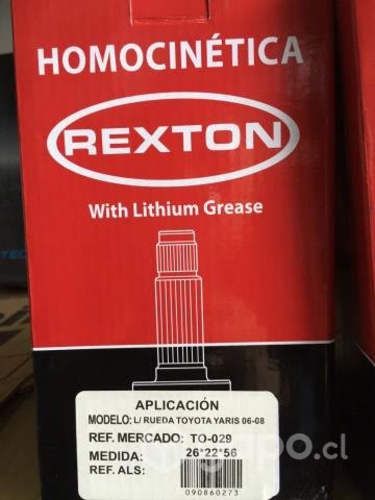 HOMOCINÉTICA
REXTON
With Lithium Grease
APLICACIÓN
MODELO: L/ RUEDA TOYOTA YARIS 06-08
REF. MERCADO: TO-029
MEDIDA: 26*22*56
REF. ALS:
090860273
TEC